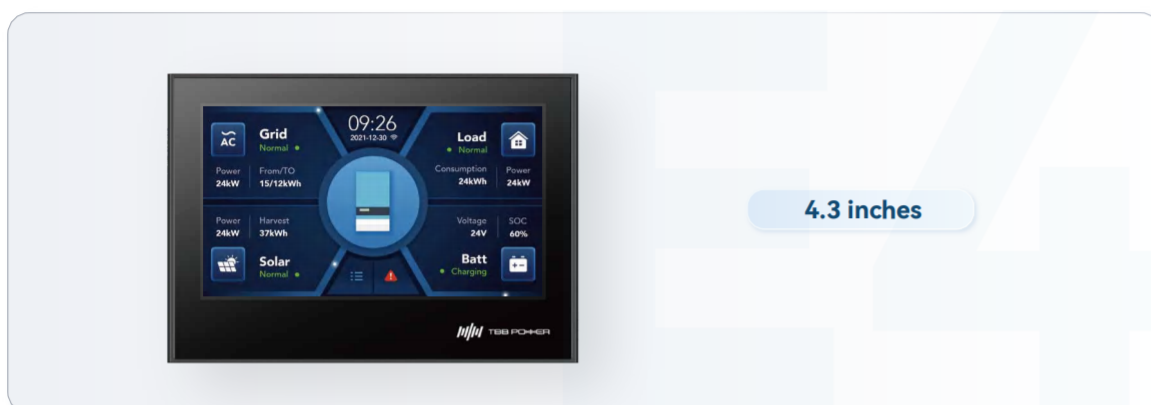 09:26
2021-12-30
AC
Grid
Normal
Power
24kW
From/TO
15/12kWh
Load
Normal
Consumption
24kWh
Power
24kW
Power
24kW
Harvest
37kWh
Solar
Normal
Voltage
24V
SOC
60%
Batt
Charging
TBB POWER
4.3 inches
E4